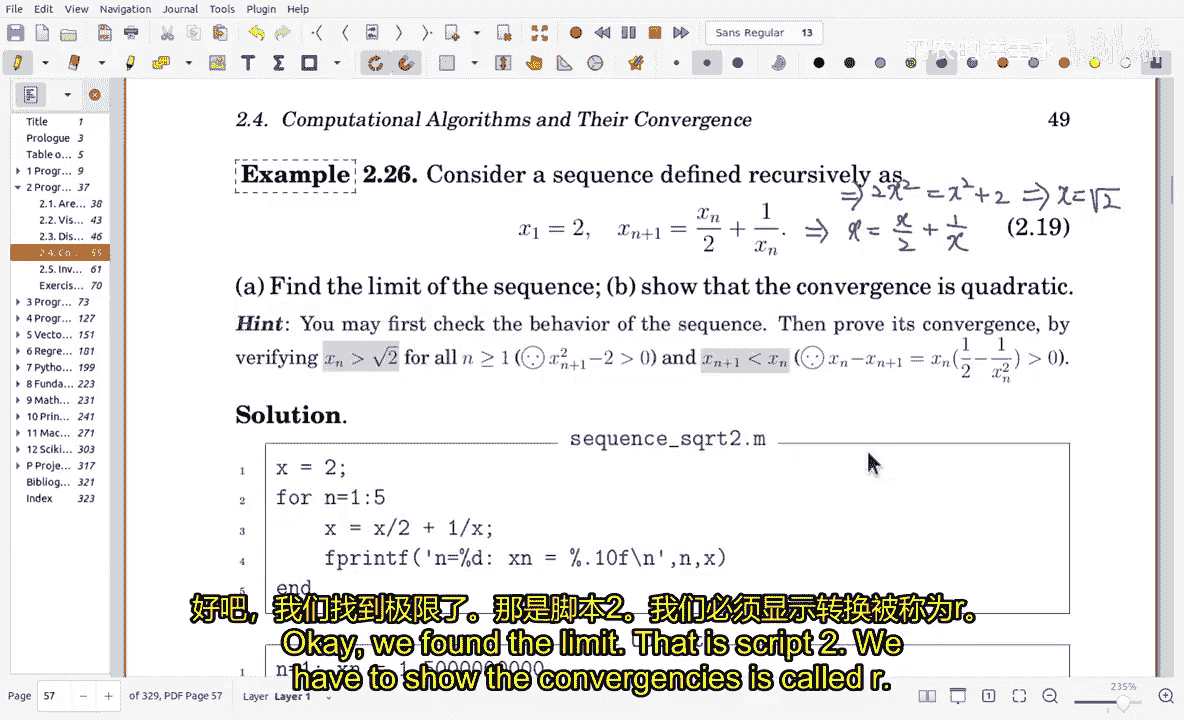 File Edit View Navigation Journal Tools Plugin Help
Sans Regular 13
Title 1
Prologue 3
Table o... 5
1 Progr... 9
2 Progr... 37
2.1. Are... 38
2.2. Vis... 43
2.3. Dis... 46
2.4. Co... 55
2.5. Inv... 61
Exercis... 70
3 Progr... 73
4 Progr... 127
5 Vecto... 151
6 Regre... 181
7 Pytho... 199
8 Funda... 223
9 Math... 231
10 Prin... 241
11 Mac... 271
12 Sciki... 303
P Proje... 317
Bibliog... 321
Index 323
2.4. Computational Algorithms and Their Convergence 49
Example 2.26. Consider a sequence defined recursively as
⇒ 2x² = x² + 2 ⇒ x = √2
x₁ = 2, xₙ₊₁ = xₙ/2 + 1/xₙ. ⇒ x = x/2 + 1/x (2.19)
(a) Find the limit of the sequence; (b) show that the convergence is quadratic.
Hint: You may first check the behavior of the sequence. Then prove its convergence, by
verifying xₙ > √2 for all n ≥ 1 (∵ x²ₙ₊₁−2 > 0) and xₙ₊₁ < xₙ (∵ xₙ−xₙ₊₁ = xₙ(1/2 − 1/xₙ²) > 0).
Solution.
sequence_sqrt2.m
1 x = 2;
2 for n=1:5
3 x = x/2 + 1/x;
4 fprintf('n=%d: xn = %.10f\n',n,x)
5 end
好吧，我们找到极限了。那是脚本2。我们必须显示转换被称为r。
Okay, we found the limit. That is script 2. We
have to show the convergencies is called r.
1 n=1: xn = 1.5000000000
Page 57 of 329, PDF Page 57 Layer Layer 1 235%